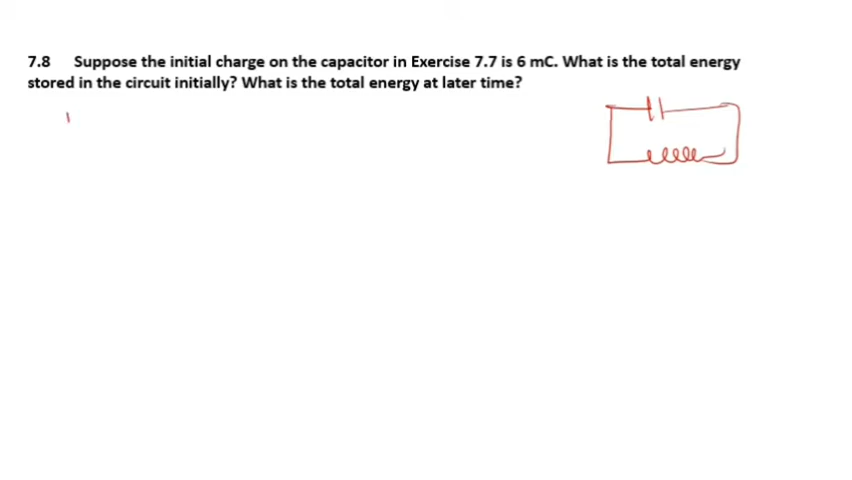 7.8 Suppose the initial charge on the capacitor in Exercise 7.7 is 6 mC. What is the total energy
stored in the circuit initially? What is the total energy at later time?